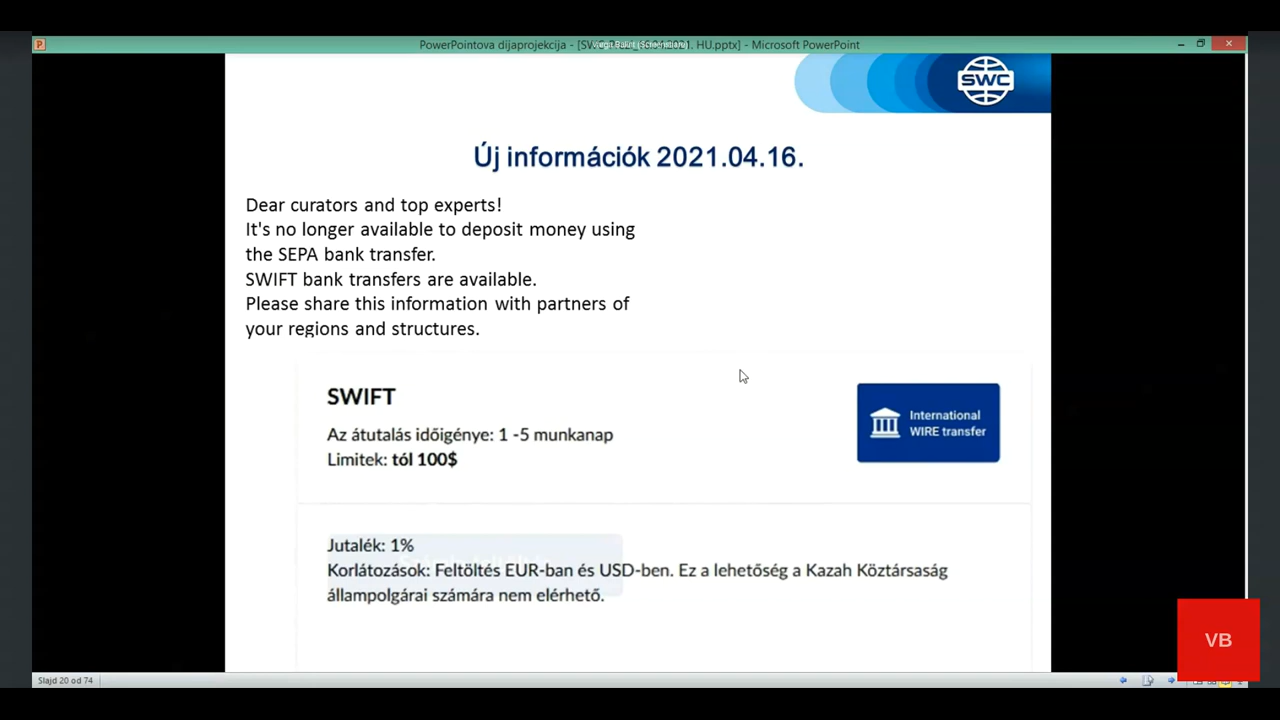 PowerPointova dijaprojekcija - [SWC HU.pptx] - Microsoft PowerPoint
SWC
Új információk 2021.04.16.
Dear curators and top experts!
It's no longer available to deposit money using
the SEPA bank transfer.
SWIFT bank transfers are available.
Please share this information with partners of
your regions and structures.
SWIFT
Az átutalás időigénye: 1 -5 munkanap
Limitek: tól 100$
International
WIRE transfer
Jutalék: 1%
Korlátozások: Feltöltés EUR-ban és USD-ben. Ez a lehetőség a Kazah Köztársaság
állampolgárai számára nem elérhető.
VB
Slajd 20 od 74